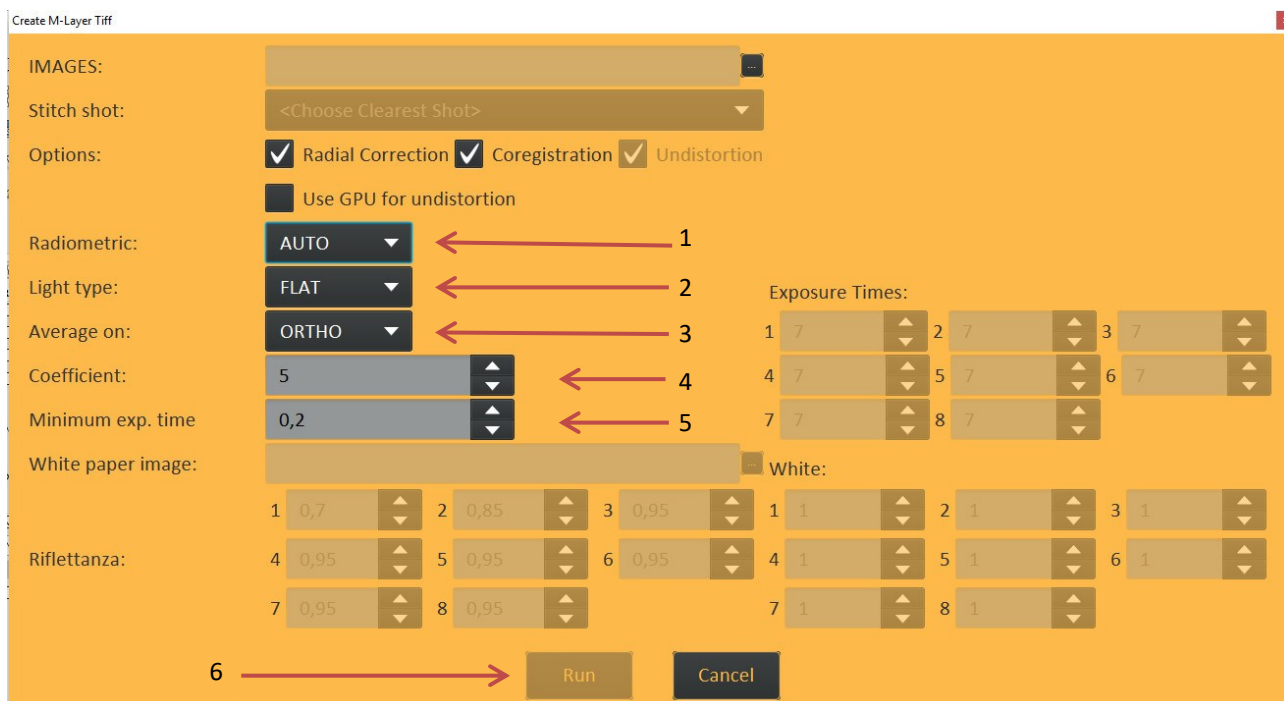 Create M-Layer Tiff
IMAGES:
...
Stitch shot:
<Choose Clearest Shot>
Options:
Radial Correction
Coregistration
Undistortion
Use GPU for undistortion
Radiometric:
AUTO
1
Light type:
FLAT
2
Exposure Times:
Average on:
ORTHO
3
1 7 2 7 3 7
Coefficient:
5
4
4 7 5 7 6 7
Minimum exp. time
0,2
5
7 7 8 7
White paper image:
...
White:
1 0,7 2 0,85 3 0,95
1 1 2 1 3 1
Riflettanza:
4 0,95 5 0,95 6 0,95
4 1 5 1 6 1
7 0,95 8 0,95
7 1 8 1
6
Run
Cancel